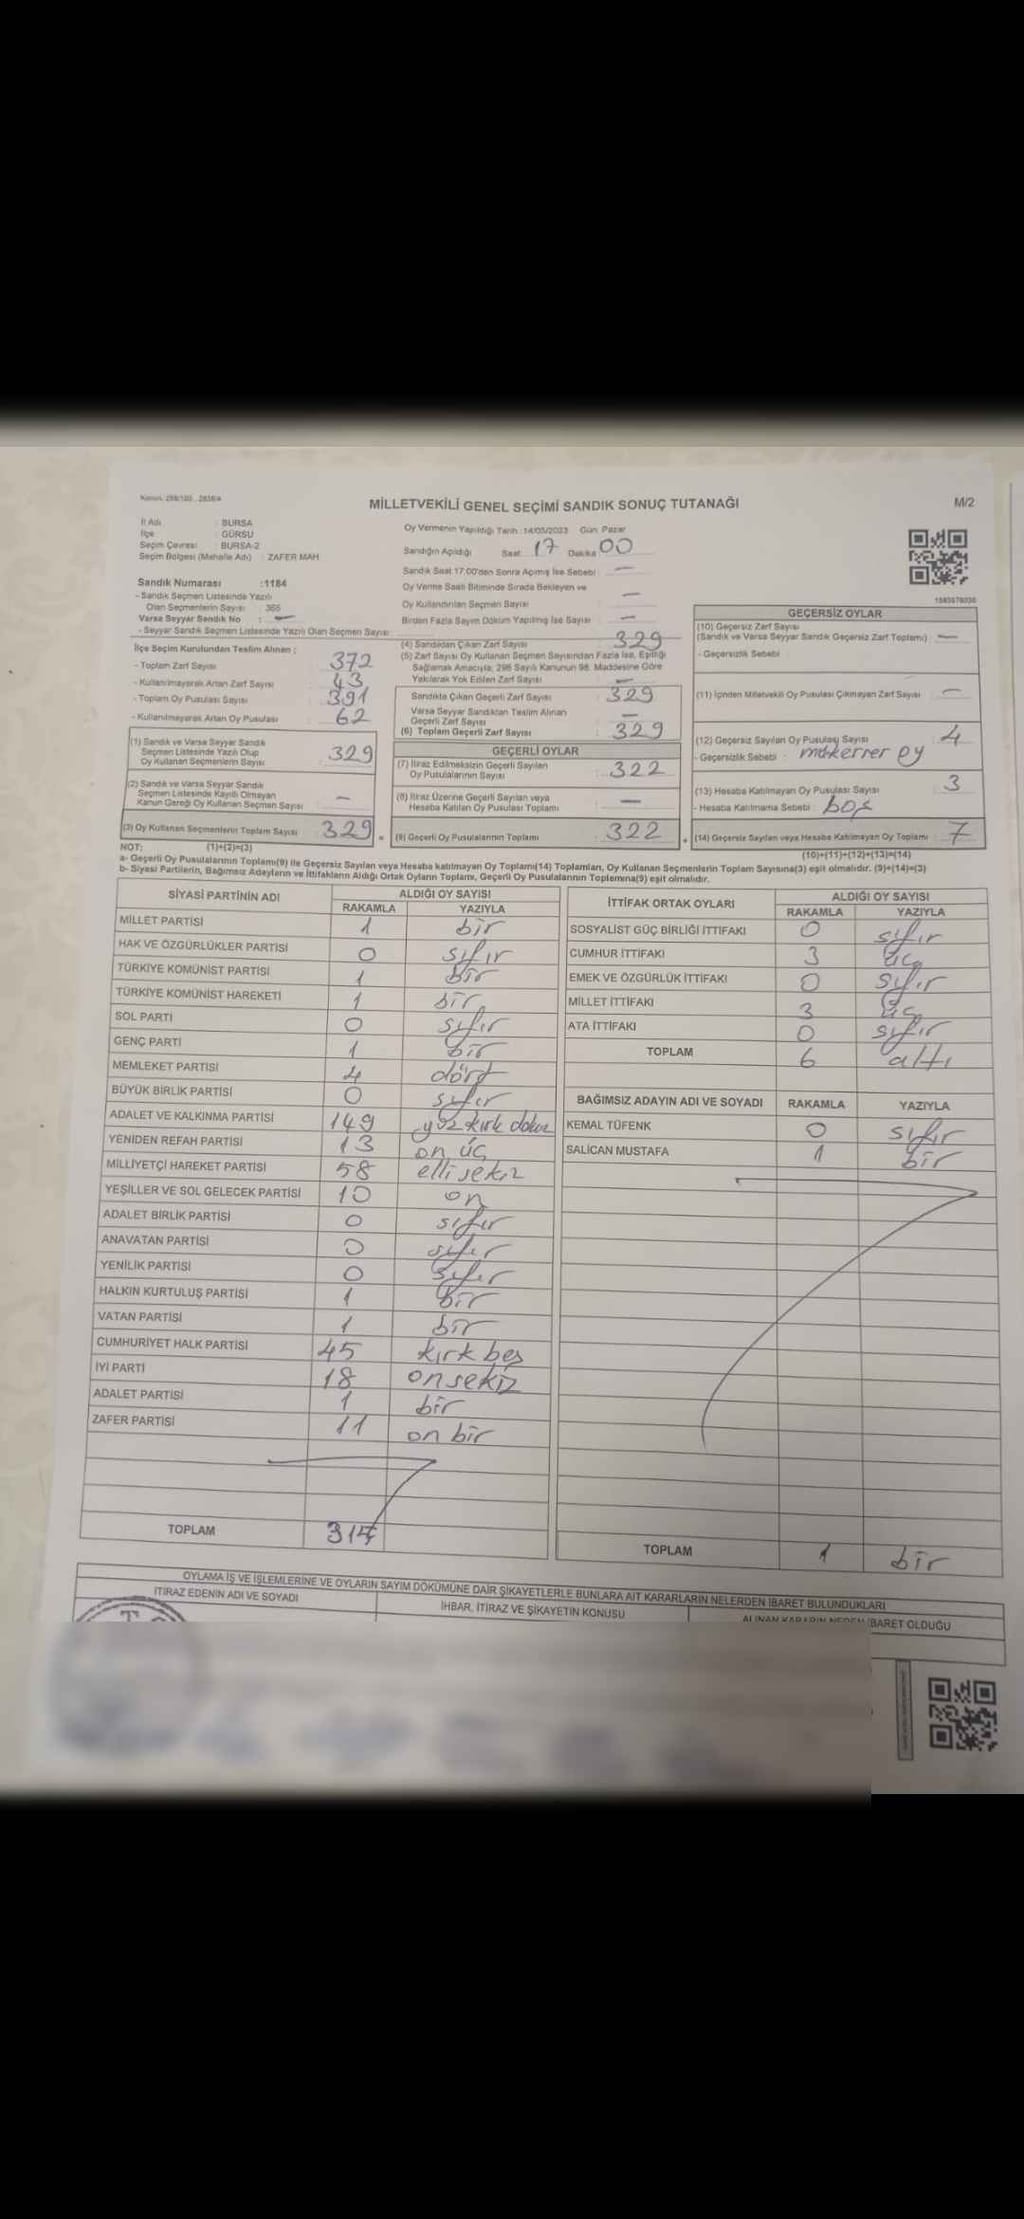 Kanun: 298/105 , 2839/4
MİLLETVEKİLİ GENEL SEÇİMİ SANDIK SONUÇ TUTANAĞI
M/2
İl Adı : BURSA
İlçe : GÜRSU
Seçim Çevresi : BURSA-2
Seçim Bölgesi (Mahalle Adı) : ZAFER MAH
Sandık Numarası :1184
- Sandık Seçmen Listesinde Yazılı
Olan Seçmenlerin Sayısı : 365
Varsa Seyyar Sandık No : —
- Seyyar Sandık Seçmen Listesinde Yazılı Olan Seçmen Sayısı
Oy Vermenin Yapıldığı Tarih :14/05/2023 Gün: Pazar
Sandığın Açıldığı Saat: 17 Dakika 00
Sandık Saat 17.00'den Sonra Açılmış İse Sebebi : —
Oy Verme Saati Bitiminde Sırada Bekleyen ve
Oy Kullandırılan Seçmen Sayısı —
Birden Fazla Sayım Döküm Yapılmış İse Sayısı —
İlçe Seçim Kurulundan Teslim Alınan ;
- Toplam Zarf Sayısı : 372
- Kullanılmayarak Artan Zarf Sayısı : 43
- Toplam Oy Pusulası Sayısı : 391
- Kullanılmayarak Artan Oy Pusulası : 62
(1) Sandık ve Varsa Seyyar Sandık
Seçmen Listesinde Yazılı Olup
Oy Kullanan Seçmenlerin Sayısı : 329
(2) Sandık ve Varsa Seyyar Sandık
Seçmen Listesinde Kayıtlı Olmayan
Kanun Gereği Oy Kullanan Seçmen Sayısı : —
(3) Oy Kullanan Seçmenlerin Toplam Sayısı : 329 =
(4) Sandıktan Çıkan Zarf Sayısı : 329
(5) Zarf Sayısı Oy Kullanan Seçmen Sayısından Fazla İse, Eşitliği
Sağlamak Amacıyla; 298 Sayılı Kanunun 98. Maddesine Göre
Yakılarak Yok Edilen Zarf Sayısı : —
Sandıkta Çıkan Geçerli Zarf Sayısı : 329
Varsa Seyyar Sandıktan Teslim Alınan
Geçerli Zarf Sayısı : —
(6) Toplam Geçerli Zarf Sayısı : 329
GEÇERLİ OYLAR
(7) İtiraz Edilmeksizin Geçerli Sayılan
Oy Pusulalarının Sayısı : 322
(8) İtiraz Üzerine Geçerli Sayılan veya
Hesaba Katılan Oy Pusulası Toplamı : —
(9) Geçerli Oy Pusulalarının Toplamı : 322 +
GEÇERSİZ OYLAR
(10) Geçersiz Zarf Sayısı
(Sandık ve Varsa Seyyar Sandık Geçersiz Zarf Toplamı) : —
- Geçersizlik Sebebi :
(11) İçinden Milletvekili Oy Pusulası Çıkmayan Zarf Sayısı : —
(12) Geçersiz Sayılan Oy Pusulası Sayısı : 4
- Geçersizlik Sebebi : mükerrer oy
(13) Hesaba Katılmayan Oy Pusulası Sayısı : 3
- Hesaba Katılmama Sebebi : boş
(14) Geçersiz Sayılan veya Hesaba Katılmayan Oy Toplamı : 7
NOT: (1)+(2)=(3)
(10)+(11)+(12)+(13)=(14)
a- Geçerli Oy Pusulalarının Toplamı(9) ile Geçersiz Sayılan veya Hesaba katılmayan Oy Toplamı(14) Toplamları, Oy Kullanan Seçmenlerin Toplam Sayısına(3) eşit olmalıdır. (9)+(14)=(3)
b- Siyasi Partilerin, Bağımsız Adayların ve İttifakların Aldığı Ortak Oyların Toplamı, Geçerli Oy Pusulalarının Toplamına(9) eşit olmalıdır.
SİYASİ PARTİNİN ADI ALDIĞI OY SAYISI
RAKAMLA YAZIYLA
MİLLET PARTİSİ 1 bir
HAK VE ÖZGÜRLÜKLER PARTİSİ 0 sıfır
TÜRKİYE KOMÜNİST PARTİSİ 1 bir
TÜRKİYE KOMÜNİST HAREKETİ 1 bir
SOL PARTİ 0 sıfır
GENÇ PARTİ 1 bir
MEMLEKET PARTİSİ 4 dört
BÜYÜK BİRLİK PARTİSİ 0 sıfır
ADALET VE KALKINMA PARTİSİ 149 yüz kırk dokuz
YENİDEN REFAH PARTİSİ 13 on üç
MİLLİYETÇİ HAREKET PARTİSİ 58 elli sekiz
YEŞİLLER VE SOL GELECEK PARTİSİ 10 on
ADALET BİRLİK PARTİSİ 0 sıfır
ANAVATAN PARTİSİ 0 sıfır
YENİLİK PARTİSİ 0 sıfır
HALKIN KURTULUŞ PARTİSİ 1 bir
VATAN PARTİSİ 1 bir
CUMHURİYET HALK PARTİSİ 45 kırk beş
İYİ PARTİ 18 onsekiz
ADALET PARTİSİ 1 bir
ZAFER PARTİSİ 11 on bir
TOPLAM 315
İTTİFAK ORTAK OYLARI ALDIĞI OY SAYISI
RAKAMLA YAZIYLA
SOSYALİST GÜÇ BİRLİĞİ İTTİFAKI 0 sıfır
CUMHUR İTTİFAKI 3 üç
EMEK VE ÖZGÜRLÜK İTTİFAKI 0 sıfır
MİLLET İTTİFAKI 3 üç
ATA İTTİFAKI 0 sıfır
TOPLAM 6 altı
BAĞIMSIZ ADAYIN ADI VE SOYADI RAKAMLA YAZIYLA
KEMAL TÜFENK 0 sıfır
SALİCAN MUSTAFA 1 bir
TOPLAM 1 bir
OYLAMA İŞ VE İŞLEMLERİNE VE OYLARIN SAYIM DÖKÜMÜNE DAİR ŞİKAYETLERLE BUNLARA AİT KARARLARIN NELERDEN İBARET BULUNDUKLARI
İTİRAZ EDENİN ADI VE SOYADI
İHBAR, İTİRAZ VE ŞİKAYETİN KONUSU
ALINAN KARARIN NEDEN İBARET OLDUĞU
T.C.